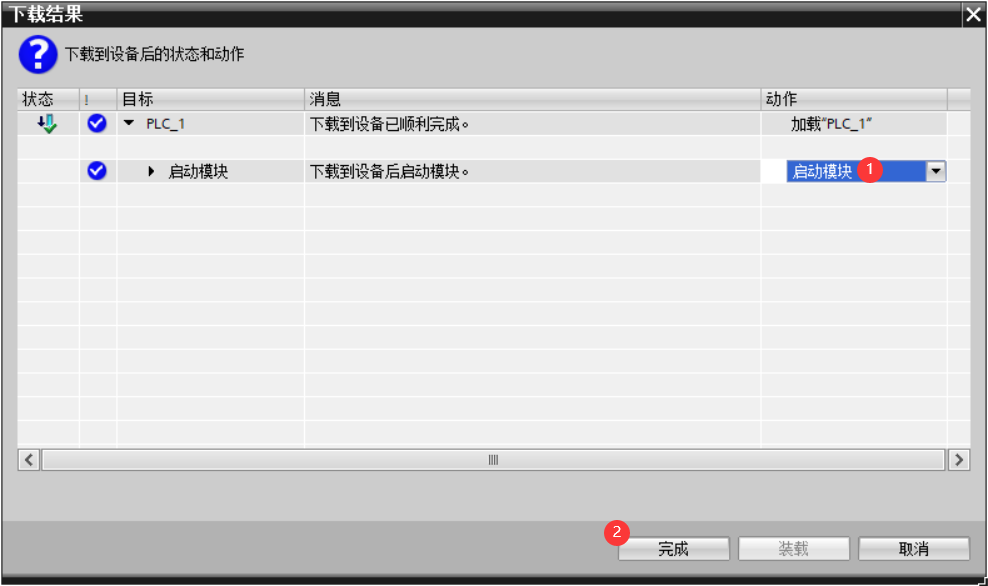 下载结果
下载到设备后的状态和动作
状态 ! 目标 消息 动作
PLC_1 下载到设备已顺利完成。 加载"PLC_1"
启动模块 下载到设备后启动模块。 启动模块 1
2 完成 装载 取消